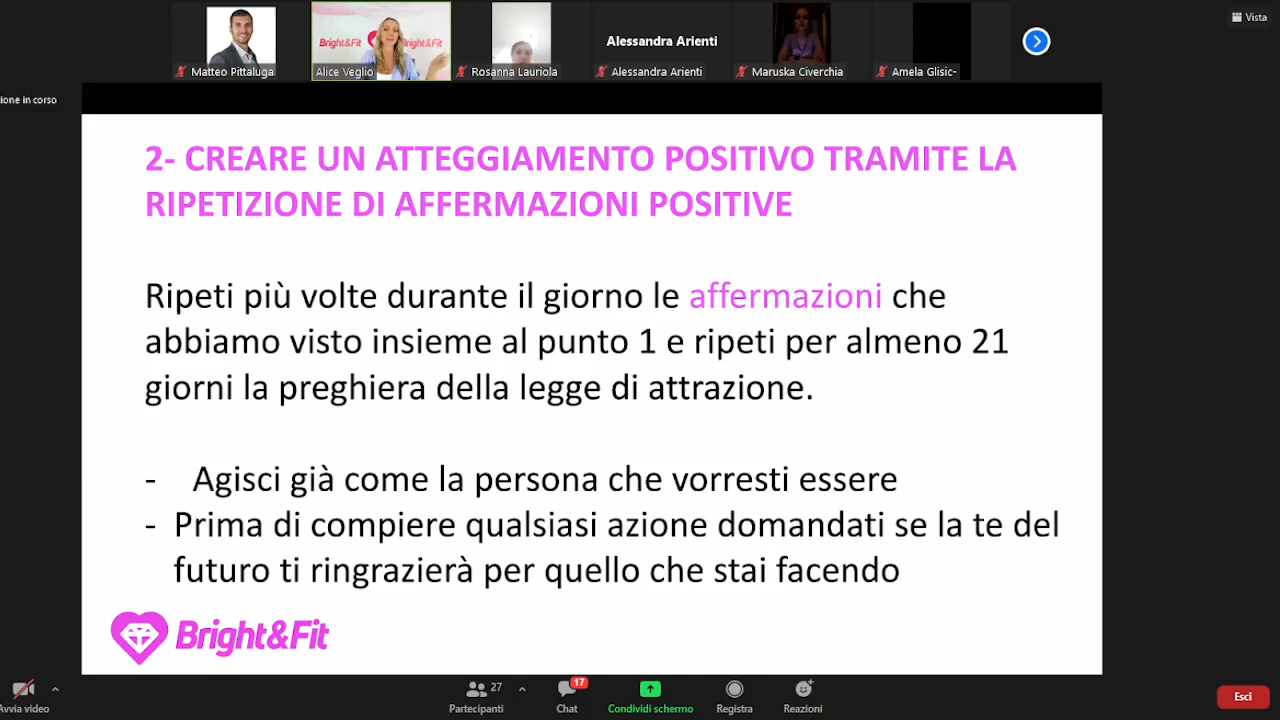 Alessandra Arienti
Vista
Bright&Fit
Bright&Fit
Matteo Pittaluga
Alice Veglio
Rosanna Lauriola
Alessandra Arienti
Maruska Civerchia
Amela Glisic-
ione in corso
2- CREARE UN ATTEGGIAMENTO POSITIVO TRAMITE LA
RIPETIZIONE DI AFFERMAZIONI POSITIVE
Ripeti più volte durante il giorno le affermazioni che
abbiamo visto insieme al punto 1 e ripeti per almeno 21
giorni la preghiera della legge di attrazione.
- Agisci già come la persona che vorresti essere
- Prima di compiere qualsiasi azione domandati se la te del
futuro ti ringrazierà per quello che stai facendo
Bright&Fit
27
17
Avvia video
Partecipanti
Chat
Condividi schermo
Registra
Reazioni
Esci